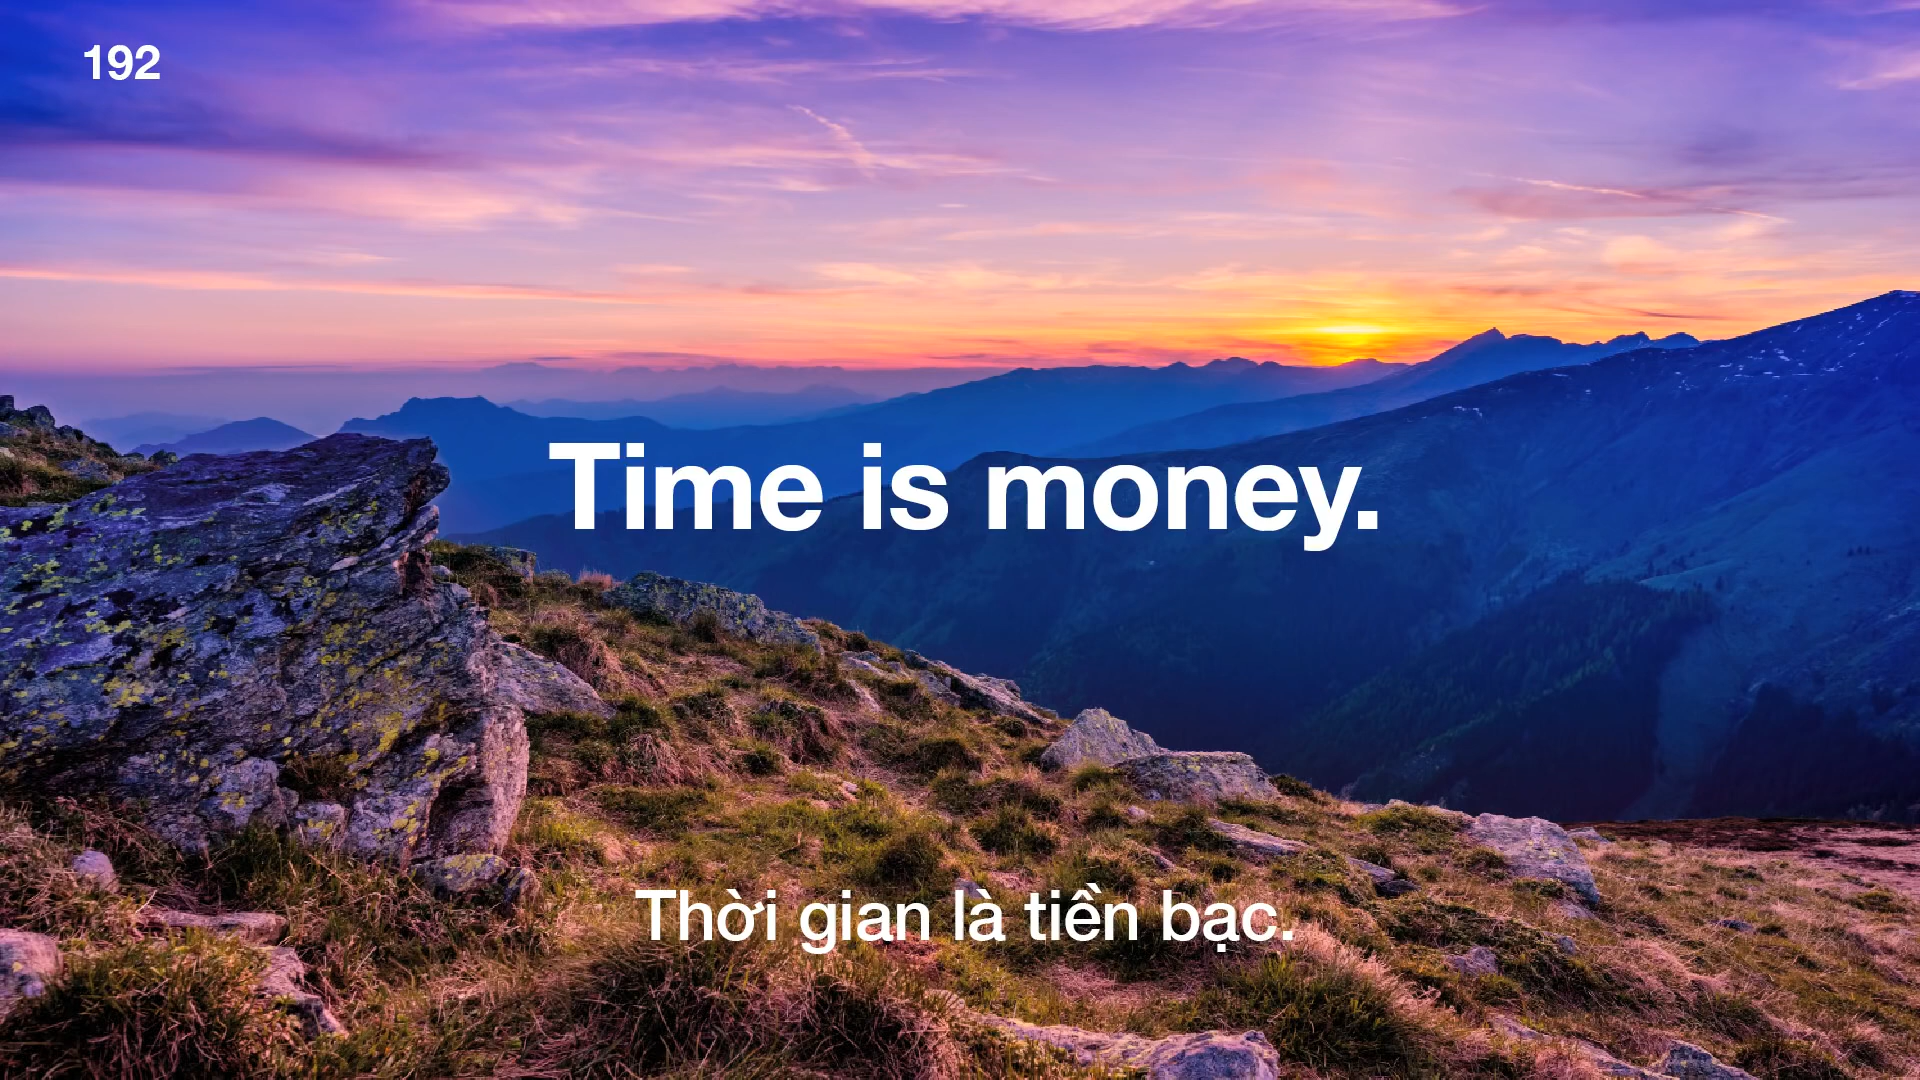 192
Time is money.
Thời gian là tiền bạc.